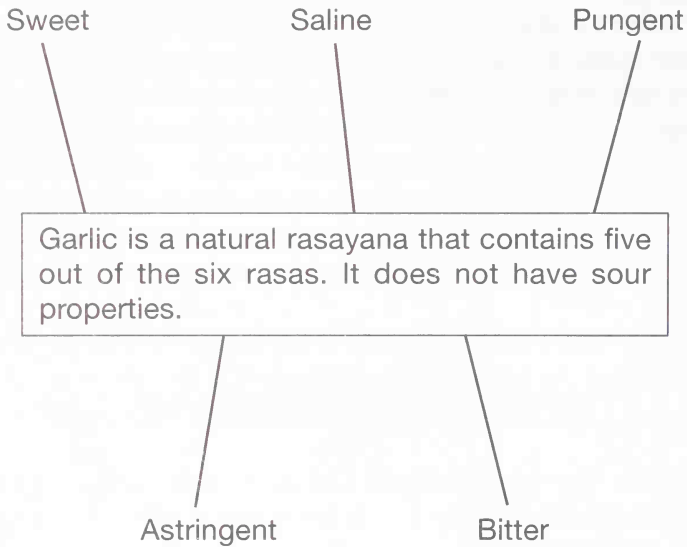 Sweet Saline Pungent
Garlic is a natural rasayana that contains five
out of the six rasas. It does not have sour
properties.
Astringent Bitter